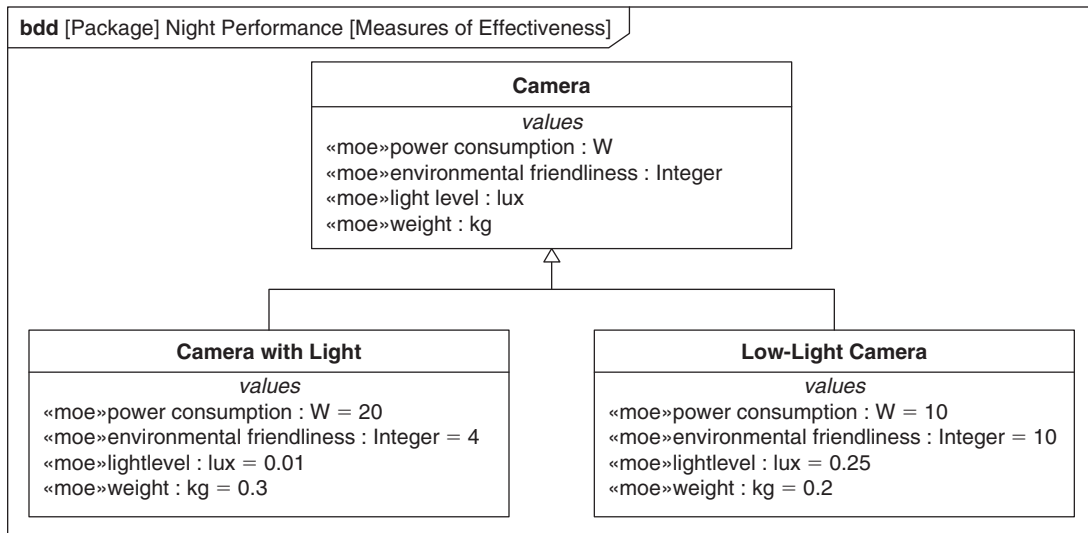 bdd [Package] Night Performance [Measures of Effectiveness]
Camera
values
«moe»power consumption : W
«moe»environmental friendliness : Integer
«moe»light level : lux
«moe»weight : kg
Camera with Light
values
«moe»power consumption : W = 20
«moe»environmental friendliness : Integer = 4
«moe»lightlevel : lux = 0.01
«moe»weight : kg = 0.3
Low-Light Camera
values
«moe»power consumption : W = 10
«moe»environmental friendliness : Integer = 10
«moe»lightlevel : lux = 0.25
«moe»weight : kg = 0.2